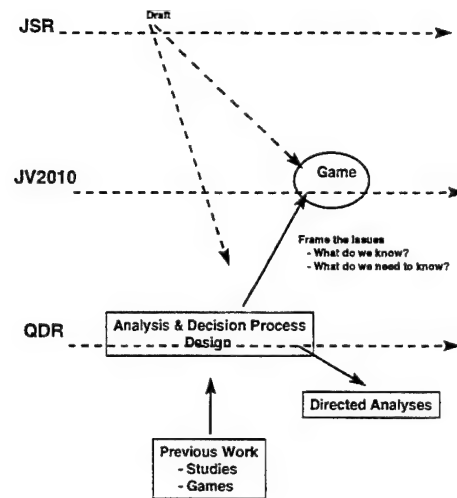 Draft
JSR
Game
JV2010
Frame the Issues
- What do we know?
- What do we need to know?
QDR
Analysis & Decision Process
Design
Directed Analyses
Previous Work
- Studies
- Games